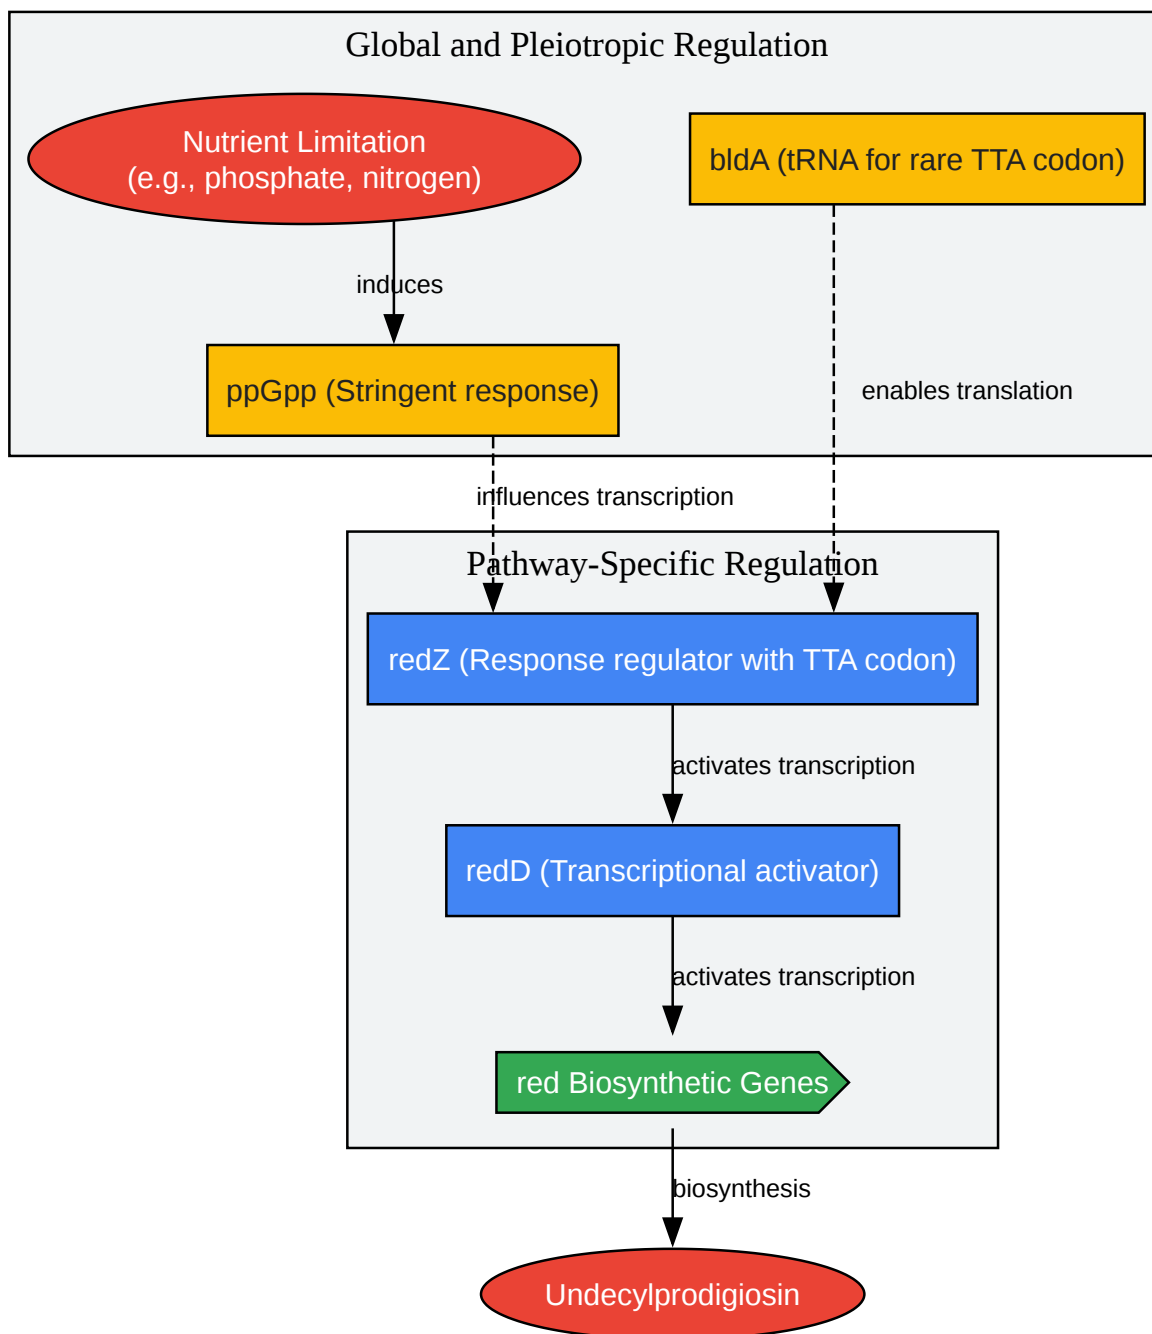 Global and Pleiotropic Regulation
Nutrient Limitation
(e.g., phosphate, nitrogen)
bldA (tRNA for rare TTA codon)
induces
ppGpp (Stringent response)
enables translation
influences transcription
Pathway-Specific Regulation
redZ (Response regulator with TTA codon)
activates transcription
redD (Transcriptional activator)
activates transcription
red Biosynthetic Genes
biosynthesis
Undecylprodigiosin